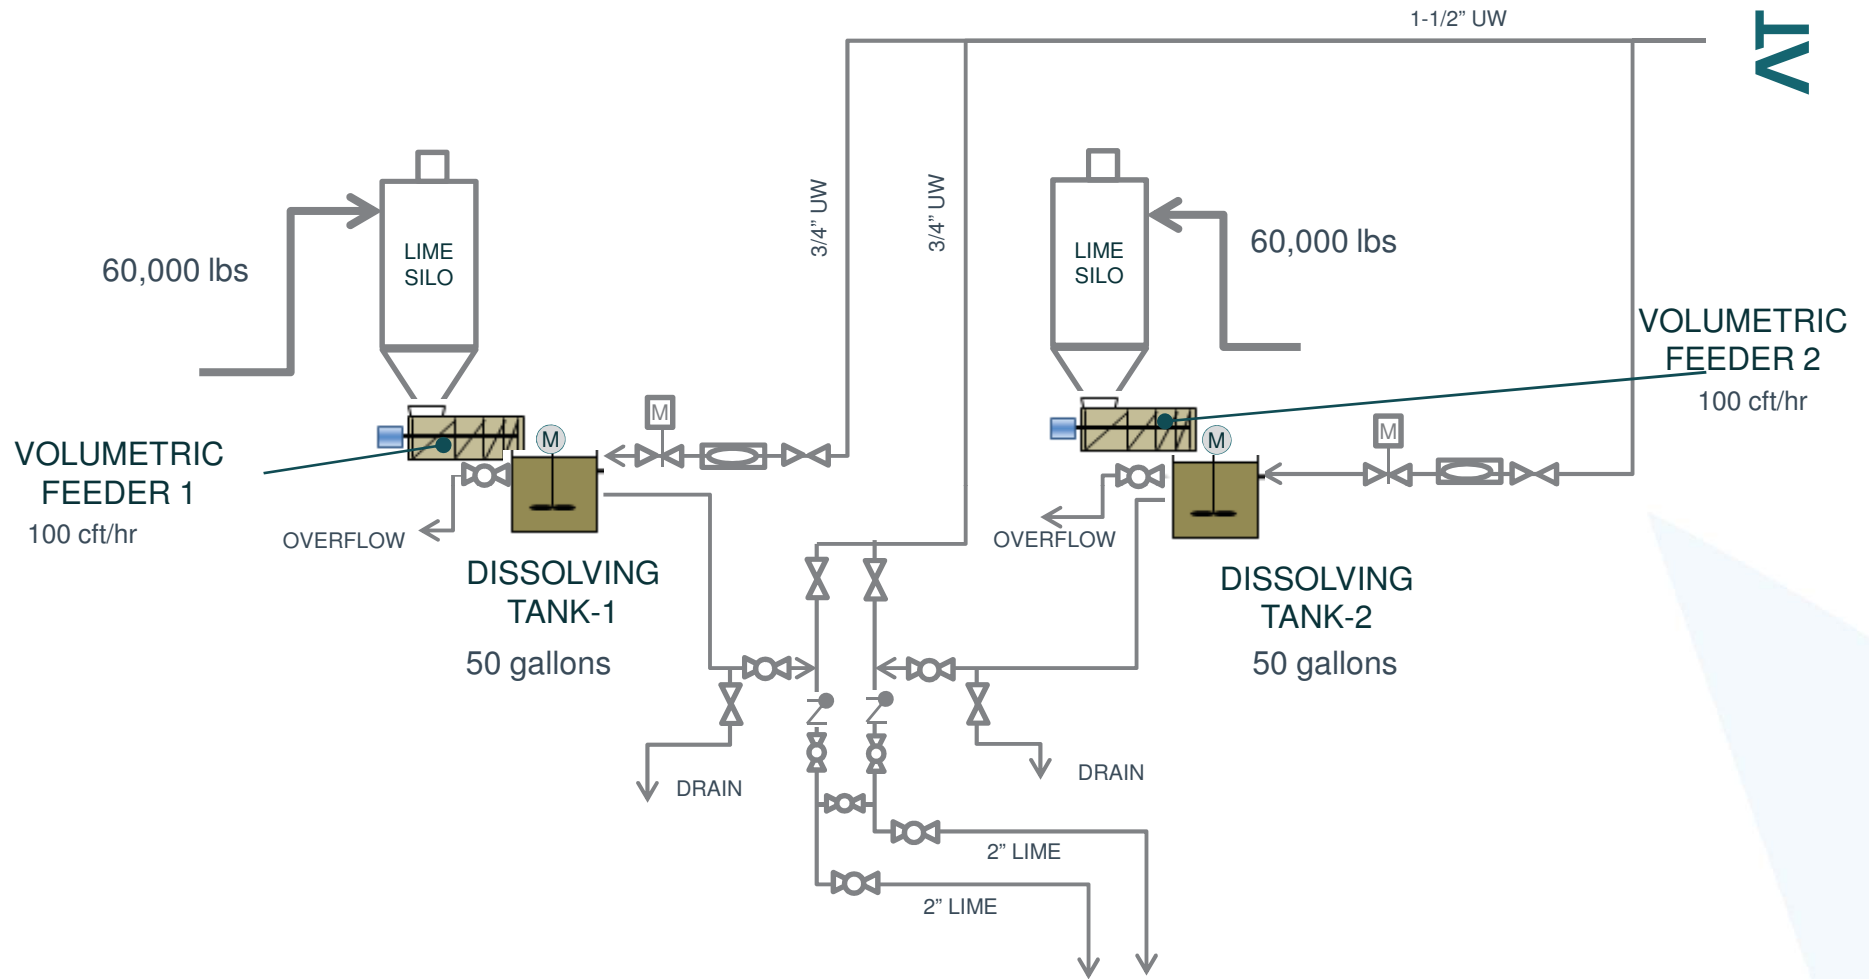 1-1/2” UW
3/4” UW
3/4” UW
LIME
SILO
60,000 lbs
LIME
SILO
60,000 lbs
VOLUMETRIC
FEEDER 2
100 cft/hr
M
M
M
M
VOLUMETRIC
FEEDER 1
100 cft/hr
OVERFLOW
OVERFLOW
DISSOLVING
TANK-1
50 gallons
DISSOLVING
TANK-2
50 gallons
DRAIN
DRAIN
2” LIME
2” LIME